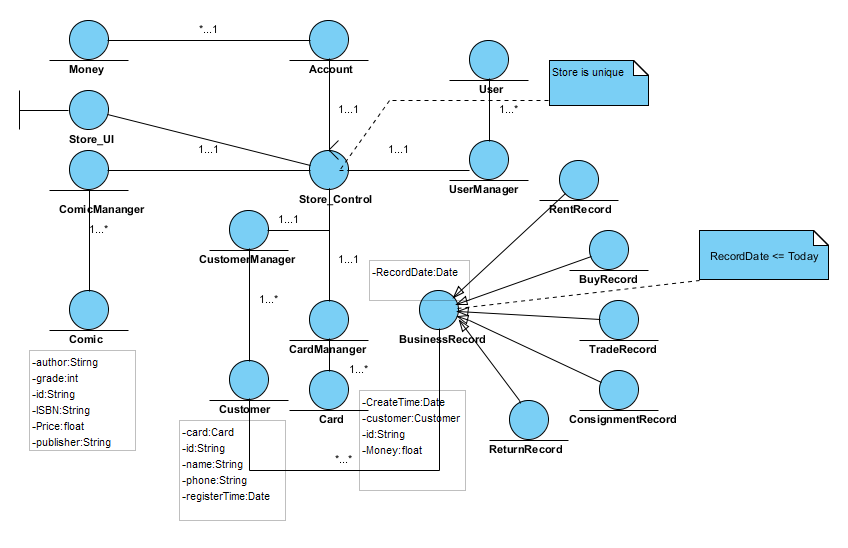 *...1
Money
Account
User
Store is unique
1...1
1...*
Store_UI
1...1
1...1
ComicMananger
Store_Control
UserManager
RentRecord
1...*
1...1
CustomerManager
1...1
-RecordDate:Date
RecordDate <= Today
BuyRecord
1...*
Comic
CardMananger
BusinessRecord
TradeRecord
-author:Stirng
-grade:int
-id:String
-ISBN:String
-Price:float
-publisher:String
1...*
Customer
Card
-CreateTime:Date
-customer:Customer
-id:String
-Money:float
ConsignmentRecord
ReturnRecord
-card:Card
-id:String
-name:String
-phone:String
-registerTime:Date
*...*